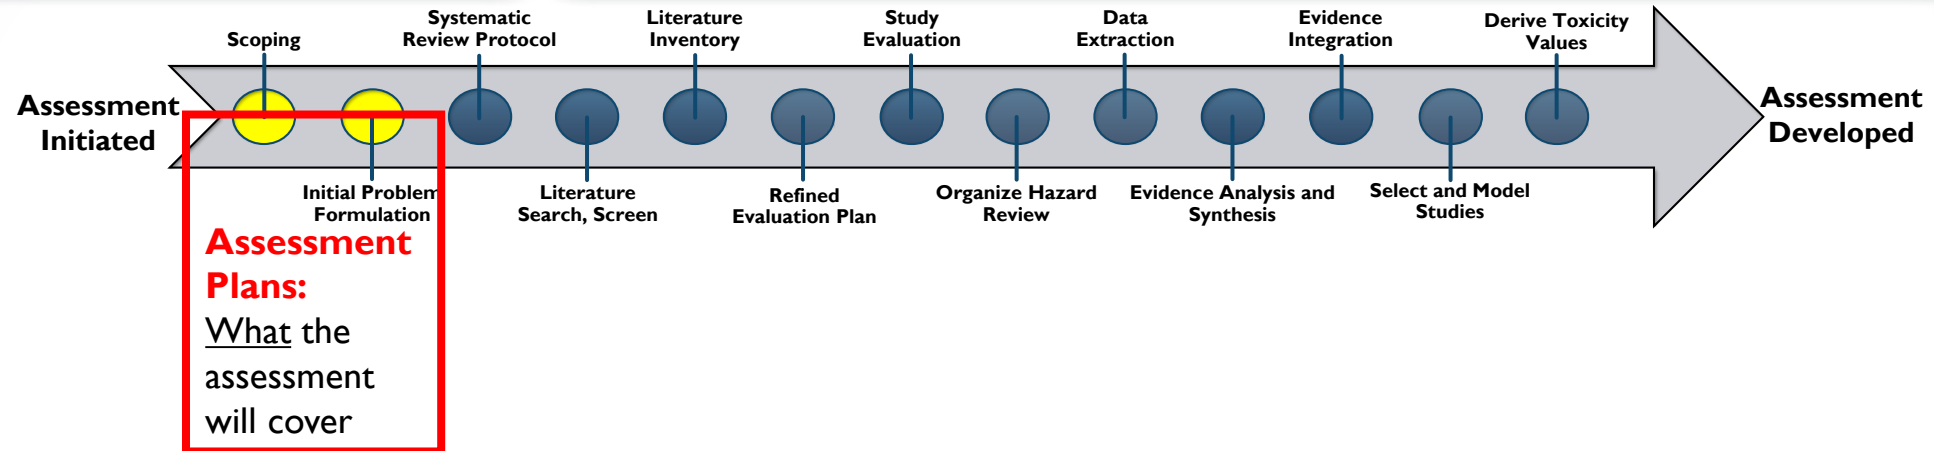 Assessment
Initiated
Scoping
Initial Problem
Formulation
Systematic
Review Protocol
Literature
Search, Screen
Literature
Inventory
Refined
Evaluation Plan
Study
Evaluation
Organize Hazard
Review
Data
Extraction
Evidence Analysis and
Synthesis
Evidence
Integration
Select and Model
Studies
Derive Toxicity
Values
Assessment
Developed
Assessment
Plans:
What the
assessment
will cover